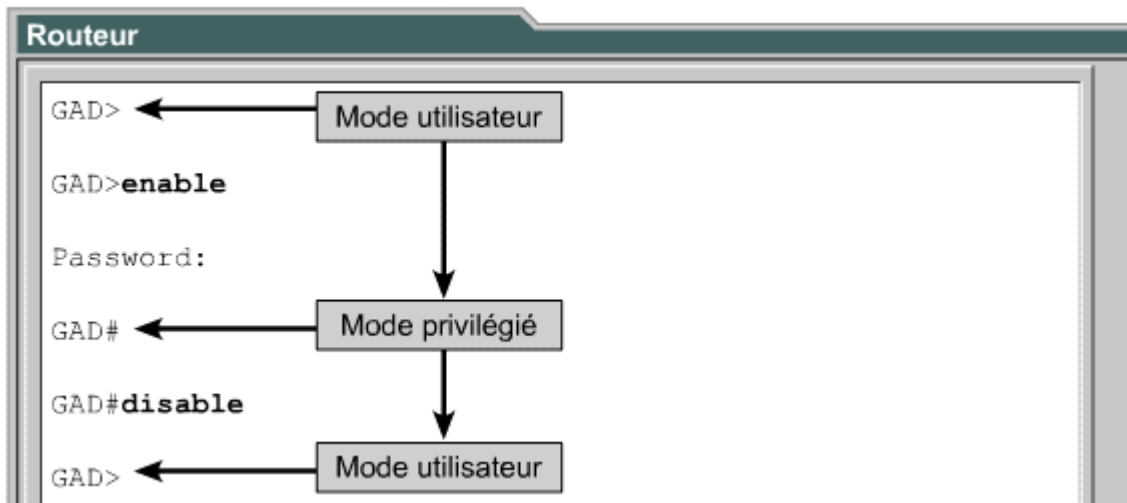 Routeur
GAD> Mode utilisateur
GAD>enable
Password:
GAD# Mode privilégié
GAD#disable
GAD> Mode utilisateur